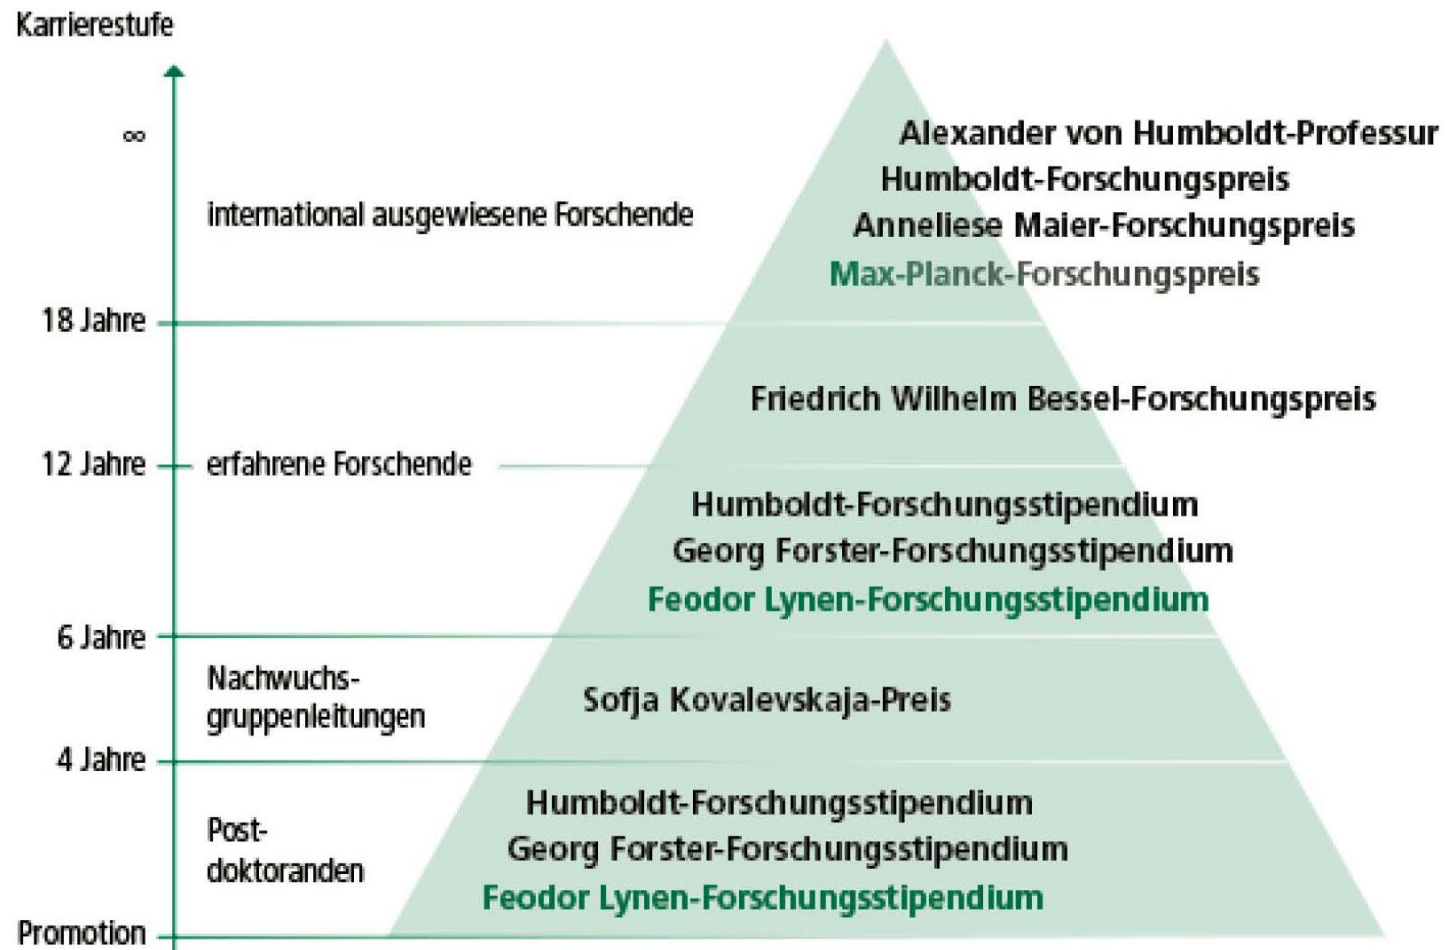 Karrierestufe
∞
Alexander von Humboldt-Professur
Humboldt-Forschungspreis
international ausgewiesene Forschende
Anneliese Maier-Forschungspreis
Max-Planck-Forschungspreis
18 Jahre
Friedrich Wilhelm Bessel-Forschungspreis
12 Jahre
erfahrene Forschende
Humboldt-Forschungsstipendium
Georg Forster-Forschungsstipendium
Feodor Lynen-Forschungsstipendium
6 Jahre
Nachwuchs-
gruppenleitungen
Sofja Kovalevskaja-Preis
4 Jahre
Humboldt-Forschungsstipendium
Post-
doktoranden
Georg Forster-Forschungsstipendium
Feodor Lynen-Forschungsstipendium
Promotion